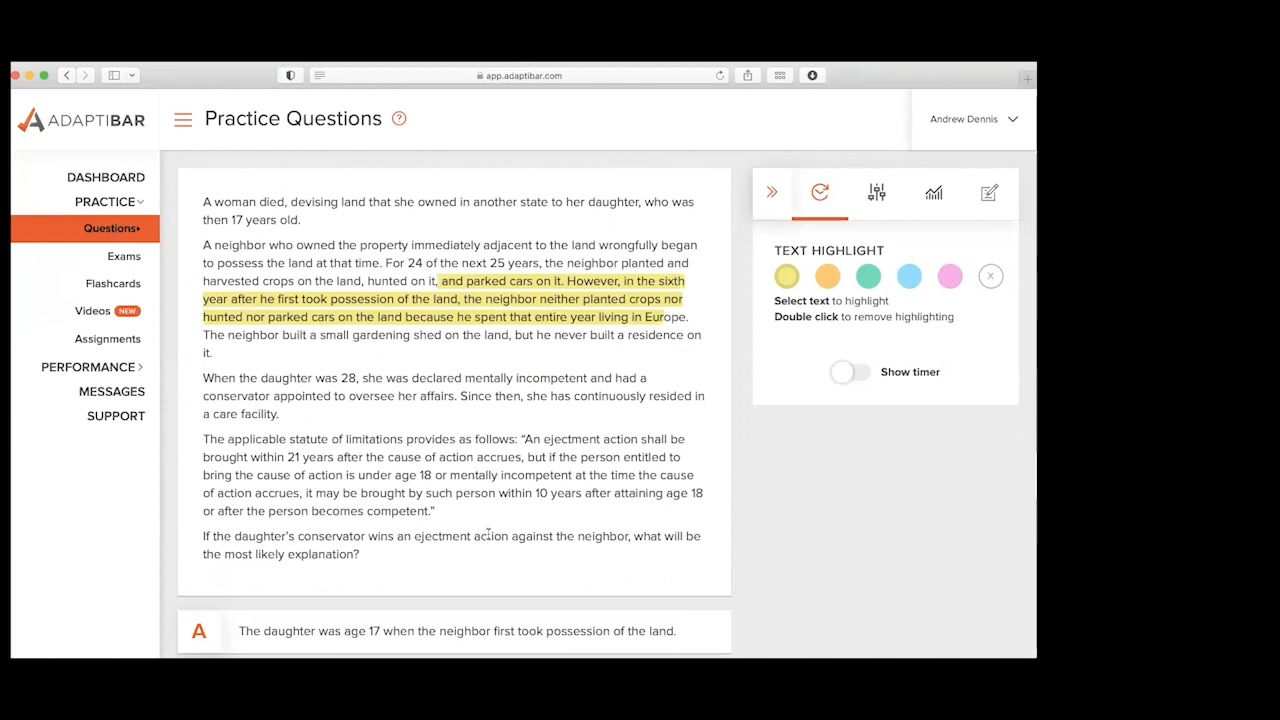 app.adaptibar.com
ADAPTIBAR
Practice Questions ?
Andrew Dennis
DASHBOARD
PRACTICE
Questions
Exams
Flashcards
Videos NEW
Assignments
PERFORMANCE
MESSAGES
SUPPORT
A woman died, devising land that she owned in another state to her daughter, who was
then 17 years old.
A neighbor who owned the property immediately adjacent to the land wrongfully began
to possess the land at that time. For 24 of the next 25 years, the neighbor planted and
harvested crops on the land, hunted on it, and parked cars on it. However, in the sixth
year after he first took possession of the land, the neighbor neither planted crops nor
hunted nor parked cars on the land because he spent that entire year living in Europe.
The neighbor built a small gardening shed on the land, but he never built a residence on
it.
When the daughter was 28, she was declared mentally incompetent and had a
conservator appointed to oversee her affairs. Since then, she has continuously resided in
a care facility.
The applicable statute of limitations provides as follows: “An ejectment action shall be
brought within 21 years after the cause of action accrues, but if the person entitled to
bring the cause of action is under age 18 or mentally incompetent at the time the cause
of action accrues, it may be brought by such person within 10 years after attaining age 18
or after the person becomes competent.”
If the daughter’s conservator wins an ejectment action against the neighbor, what will be
the most likely explanation?
A The daughter was age 17 when the neighbor first took possession of the land.
TEXT HIGHLIGHT
X
Select text to highlight
Double click to remove highlighting
Show timer